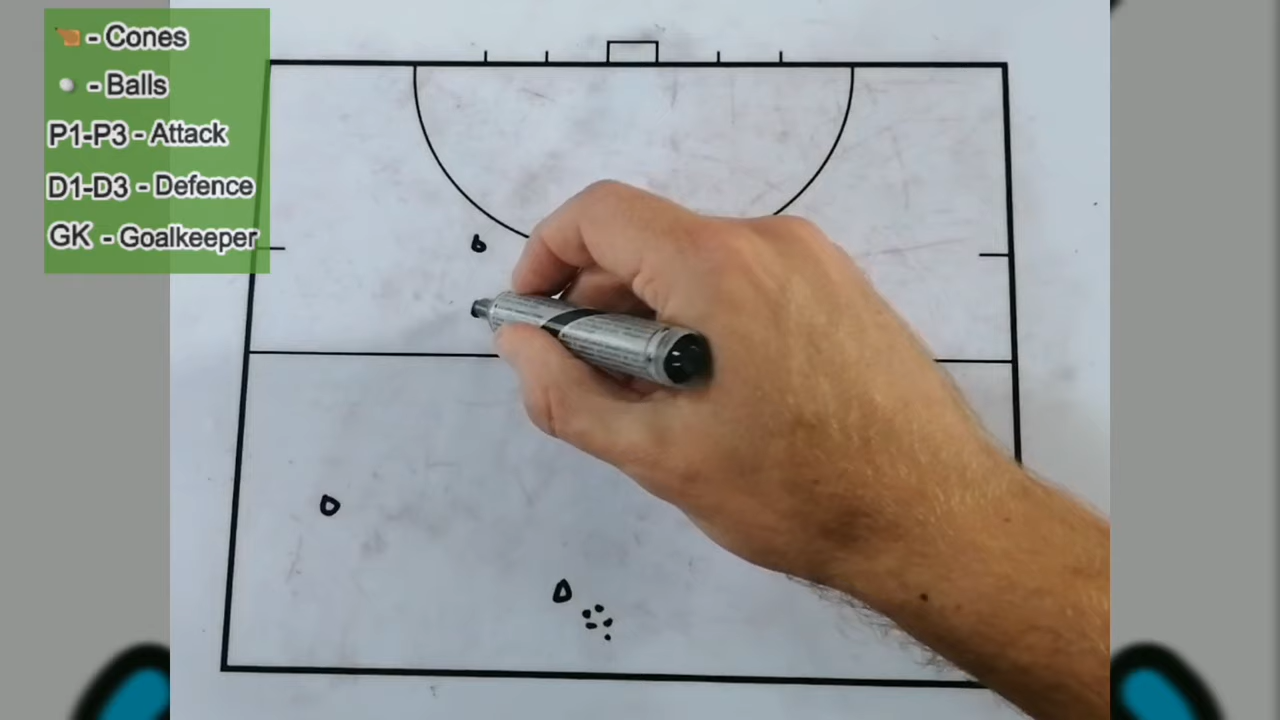 - Cones
- Balls
P1-P3 - Attack
D1-D3 - Defence
GK - Goalkeeper